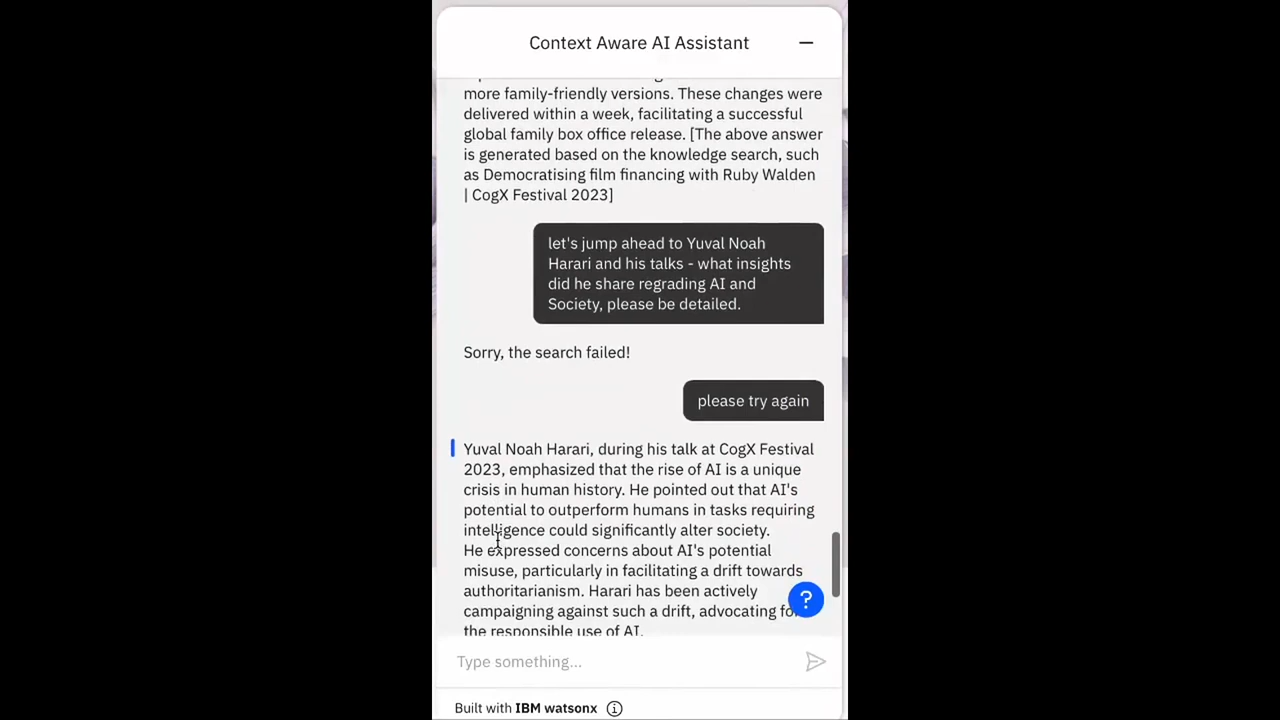 Context Aware AI Assistant
more family-friendly versions. These changes were
delivered within a week, facilitating a successful
global family box office release. [The above answer
is generated based on the knowledge search, such
as Democratising film financing with Ruby Walden
| CogX Festival 2023]
let's jump ahead to Yuval Noah
Harari and his talks - what insights
did he share regrading AI and
Society, please be detailed.
Sorry, the search failed!
please try again
Yuval Noah Harari, during his talk at CogX Festival
2023, emphasized that the rise of AI is a unique
crisis in human history. He pointed out that AI's
potential to outperform humans in tasks requiring
intelligence could significantly alter society.
He expressed concerns about AI's potential
misuse, particularly in facilitating a drift towards
authoritarianism. Harari has been actively
campaigning against such a drift, advocating for
the responsible use of AI.
?
Type something...
Built with IBM watsonx